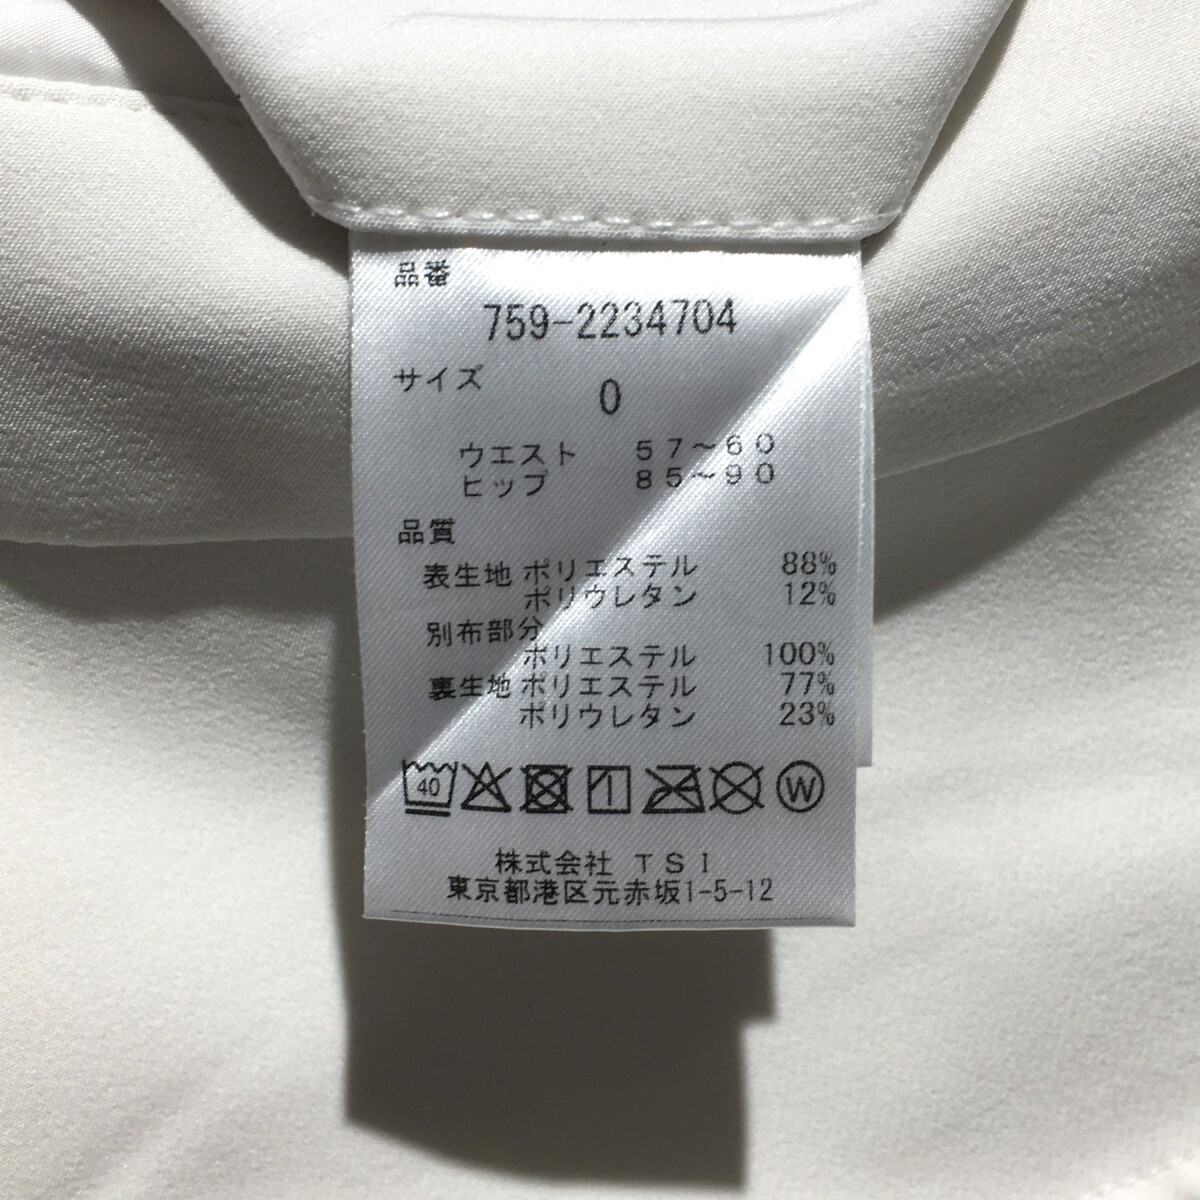 品番
759-2234704
サイズ
0
ウエスト 57～60
ヒップ 85～90
品質
表生地 ポリエステル 88%
ポリウレタン 12%
別布部分
ポリエステル 100%
裏生地 ポリエステル 77%
ポリウレタン 23%
40 W
株式会社 TSI
東京都港区元赤坂1-5-12